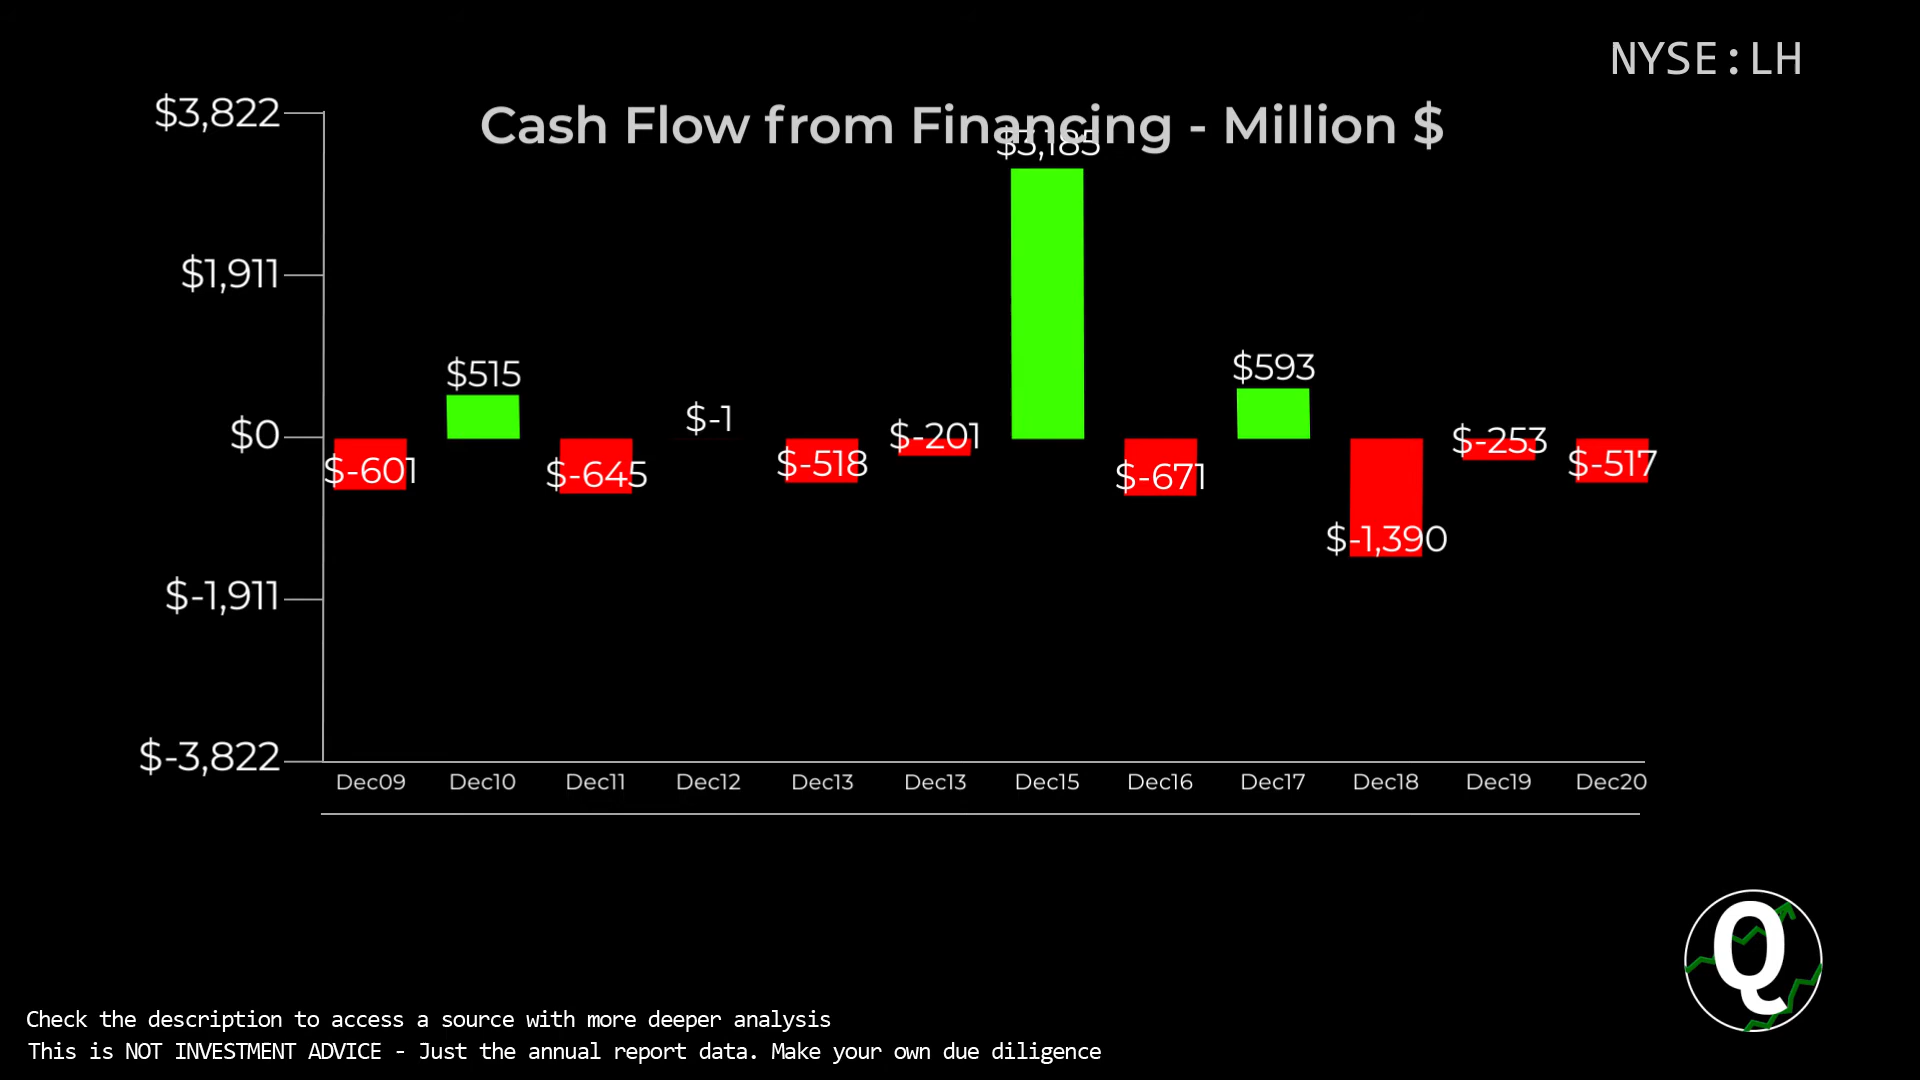 NYSE:LH
Cash Flow from Financing - Million $
$3,822
$1,911
$0
$-1,911
$-3,822
$-601
$515
$-645
$-1
$-518
$-201
$3,185
$-671
$593
$-1,390
$-253
$-517
Dec09 Dec10 Dec11 Dec12 Dec13 Dec13 Dec15 Dec16 Dec17 Dec18 Dec19 Dec20
Q
Check the description to access a source with more deeper analysis
This is NOT INVESTMENT ADVICE - Just the annual report data. Make your own due diligence